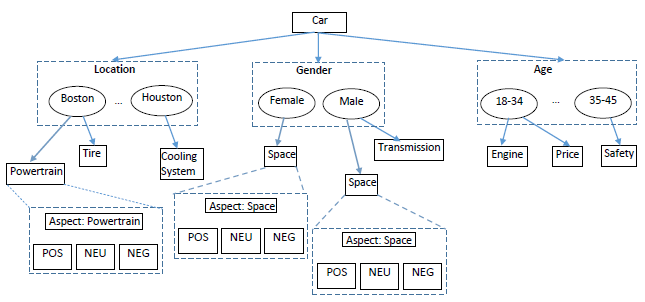 Car
Location
Gender
Age
Boston
...
Houston
Female
Male
18-34
...
35-45
Powertrain
Tire
Cooling
System
Space
Transmission
Space
Engine
Price
Safety
Aspect: Powertrain
POS
NEU
NEG
Aspect: Space
POS
NEU
NEG
Aspect: Space
POS
NEU
NEG